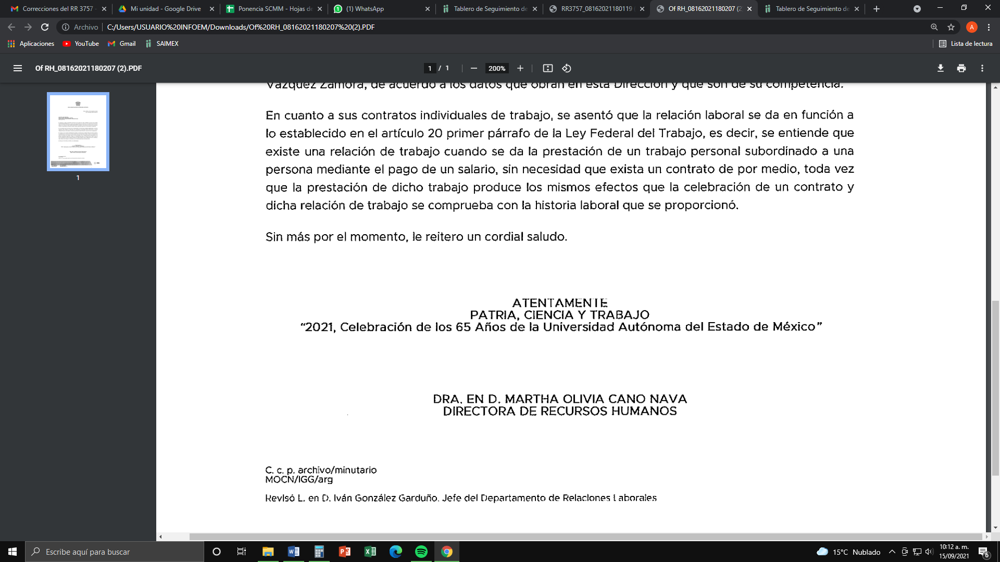 Correcciones del RR 3757 -
Mi unidad - Google Drive
Ponencia SCMM - Hojas de
(1) WhatsApp
Tablero de Seguimiento de
RR3757_08162021180119
Of RH_08162021180207 (2
Tablero de Seguimiento de
Archivo
C:/Users/USUARIO%20INFOEM/Downloads/Of%20RH_08162021180207%20(2).PDF
A
Aplicaciones
YouTube
Gmail
SAIMEX
Lista de lectura
Of RH_08162021180207 (2).PDF
1 / 1
200%
1
Vázquez Zamora, de acuerdo a los datos que obran en esta Dirección y que son de su competencia.
En cuanto a sus contratos individuales de trabajo, se asentó que la relación laboral se da en función a
lo establecido en el artículo 20 primer párrafo de la Ley Federal del Trabajo, es decir, se entiende que
existe una relación de trabajo cuando se da la prestación de un trabajo personal subordinado a una
persona mediante el pago de un salario, sin necesidad que exista un contrato de por medio, toda vez
que la prestación de dicho trabajo produce los mismos efectos que la celebración de un contrato y
dicha relación de trabajo se comprueba con la historia laboral que se proporcionó.
Sin más por el momento, le reitero un cordial saludo.
ATENTAMENTE
PATRIA, CIENCIA Y TRABAJO
“2021, Celebración de los 65 Años de la Universidad Autónoma del Estado de México”
DRA. EN D. MARTHA OLIVIA CANO NAVA
DIRECTORA DE RECURSOS HUMANOS
C. c. p. archivo/minutario
MOCN/IGG/arg
Revisó L. en D. Iván González Garduño. Jefe del Departamento de Relaciones Laborales
Escribe aquí para buscar
15°C Nublado
10:12 a. m.
15/09/2021
6